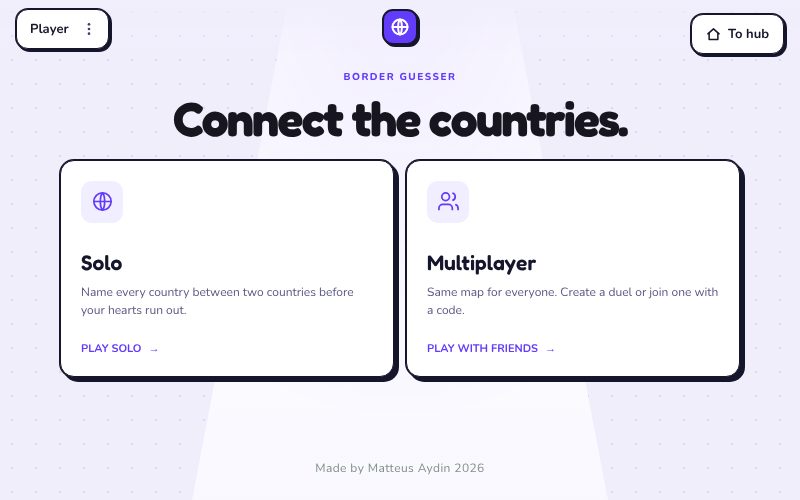 Player
To hub
BORDER GUESSER
Connect the countries.
Solo
Name every country between two countries before
your hearts run out.
PLAY SOLO →
Multiplayer
Same map for everyone. Create a duel or join one with
a code.
PLAY WITH FRIENDS →
Made by Matteus Aydin 2026